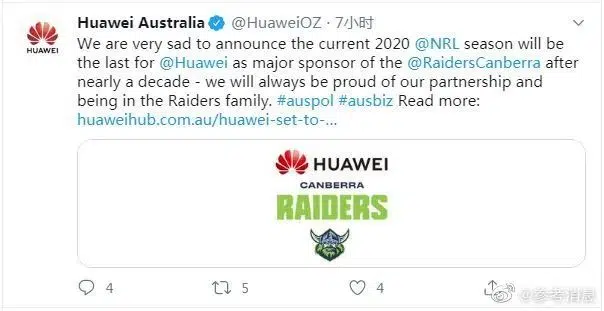 Huawei Australia @HuaweiOZ · 7小时
We are very sad to announce the current 2020 @NRL season will be
the last for @Huawei as major sponsor of the @RaidersCanberra after
nearly a decade - we will always be proud of our partnership and
being in the Raiders family. #auspol #ausbiz Read more:
huaweihub.com.au/huawei-set-to-...
HUAWEI
HUAWEI
CANBERRA
RAIDERS
4 5 4
@参考消息